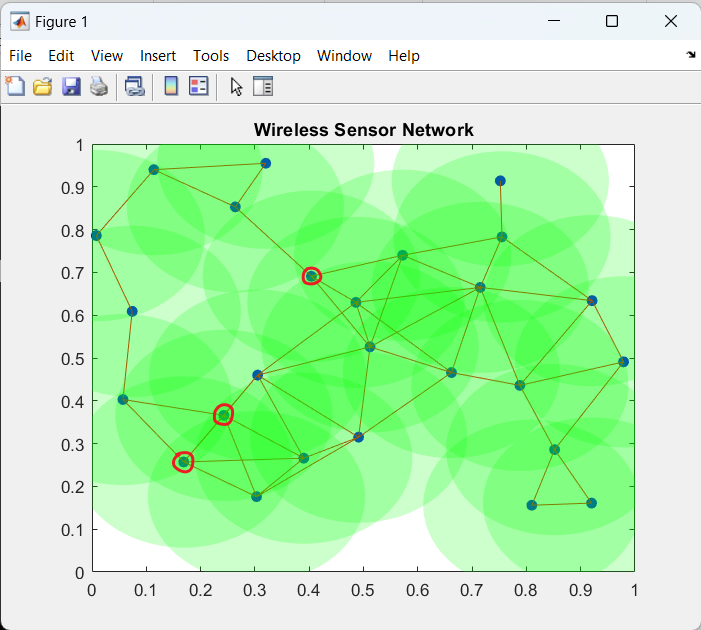 Figure 1
File Edit View Insert Tools Desktop Window Help
Wireless Sensor Network
1
0.9
0.8
0.7
0.6
0.5
0.4
0.3
0.2
0.1
0
0 0.1 0.2 0.3 0.4 0.5 0.6 0.7 0.8 0.9 1